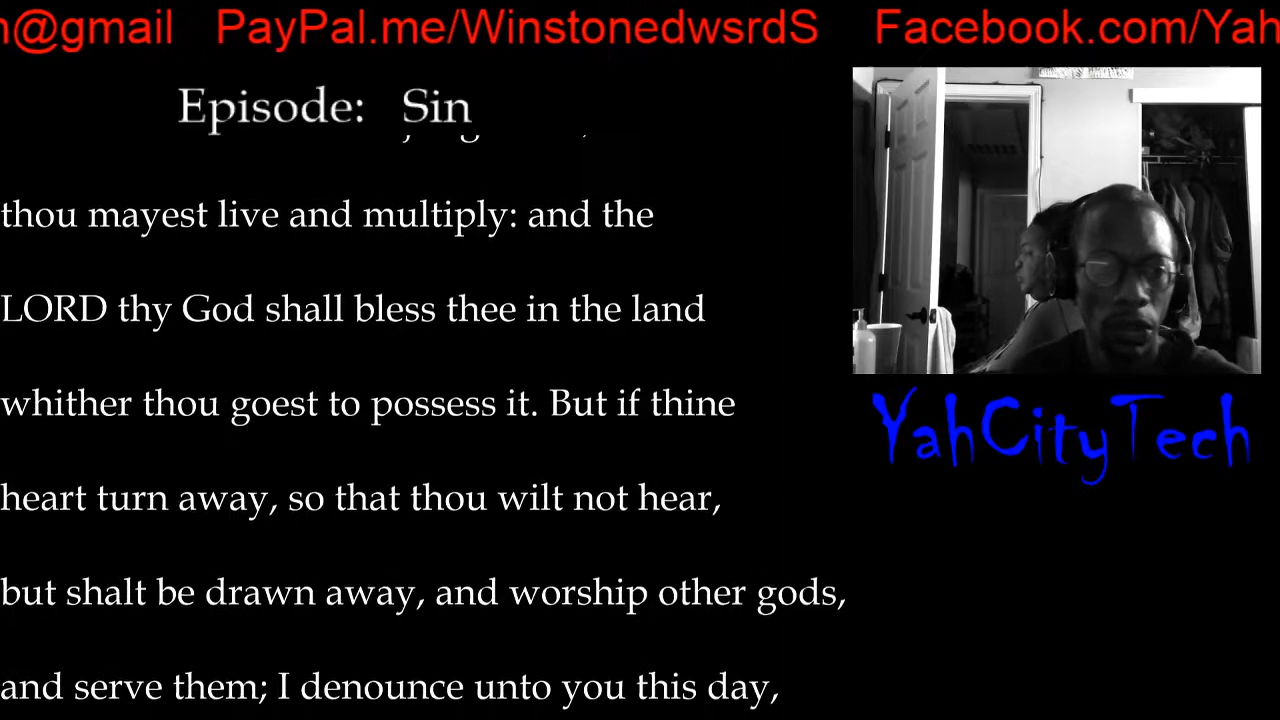 n@gmail PayPal.me/WinstonedwsrdS Facebook.com/Yah
Episode: Sin
thou mayest live and multiply: and the
LORD thy God shall bless thee in the land
whither thou goest to possess it. But if thine
heart turn away, so that thou wilt not hear,
but shalt be drawn away, and worship other gods,
and serve them; I denounce unto you this day,
YahCityTech